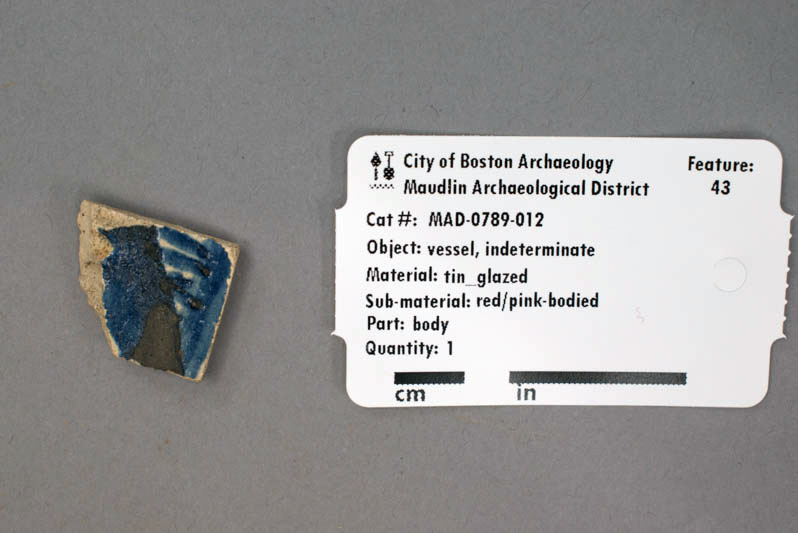 City of Boston Archaeology
Maudlin Archaeological District
Feature:
43
Cat #: MAD-0789-012
Object: vessel, indeterminate
Material: tin_glazed
Sub-material: red/pink-bodied
Part: body
Quantity: 1
cm in